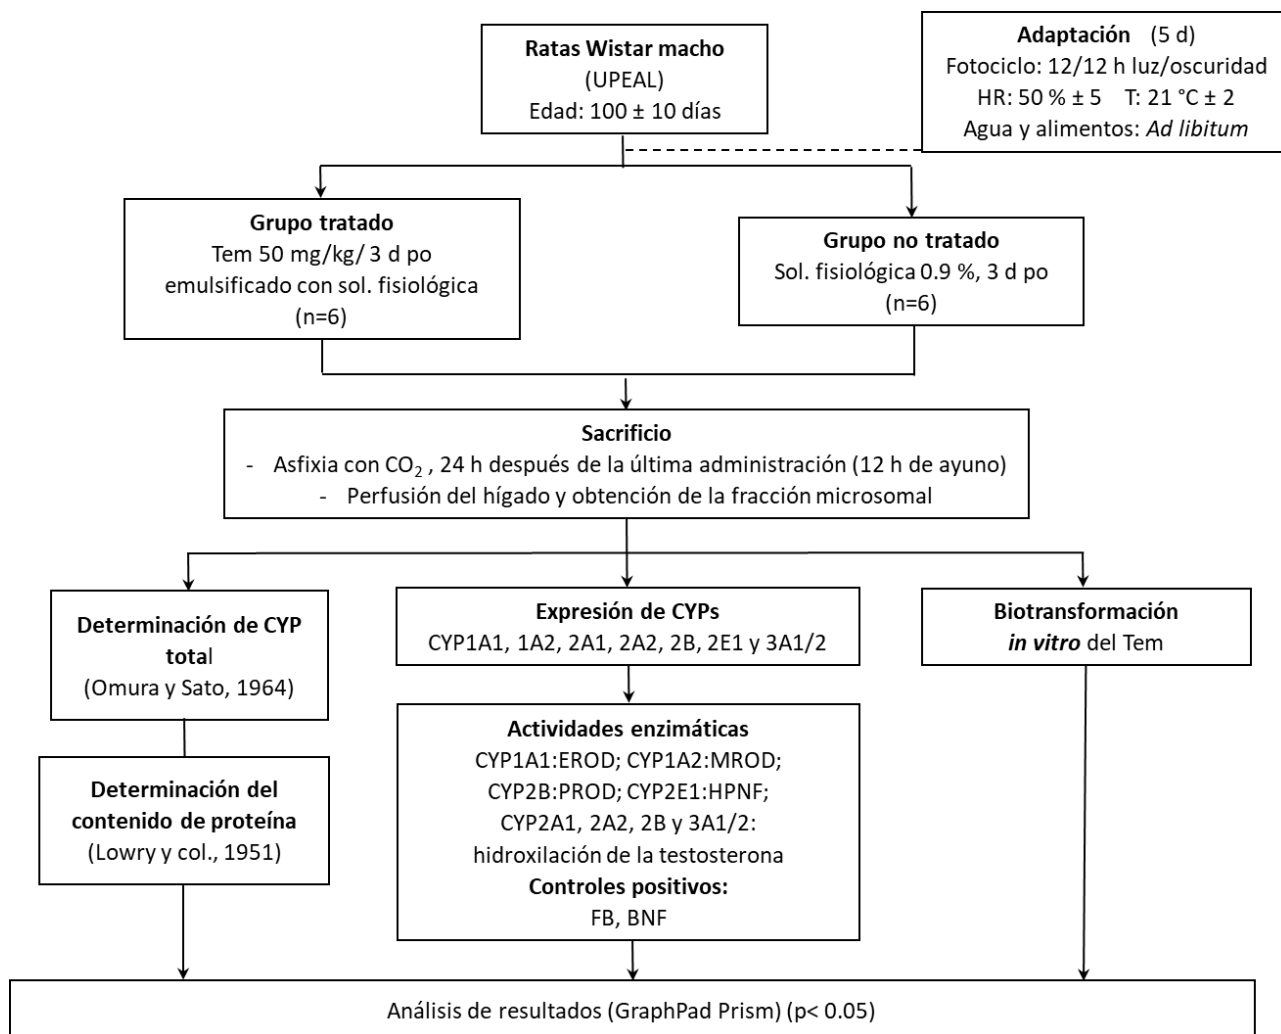 Ratas Wistar macho
(UPEAL)
Edad: 100 ± 10 días
Adaptación (5 d)
Fotociclo: 12/12 h luz/oscuridad
HR: 50 % ± 5 T: 21 °C ± 2
Agua y alimentos: Ad libitum
Grupo tratado
Tem 50 mg/kg/ 3 d po
emulsificado con sol. fisiológica
(n=6)
Grupo no tratado
Sol. fisiológica 0.9 %, 3 d po
(n=6)
Sacrificio
- Asfixia con CO₂ , 24 h después de la última administración (12 h de ayuno)
- Perfusión del hígado y obtención de la fracción microsomal
Determinación de CYP
total
(Omura y Sato, 1964)
Determinación del
contenido de proteína
(Lowry y col., 1951)
Expresión de CYPs
CYP1A1, 1A2, 2A1, 2A2, 2B, 2E1 y 3A1/2
Actividades enzimáticas
CYP1A1:EROD; CYP1A2:MROD;
CYP2B:PROD; CYP2E1:HPNF;
CYP2A1, 2A2, 2B y 3A1/2:
hidroxilación de la testosterona
Controles positivos:
FB, BNF
Biotransformación
in vitro del Tem
Análisis de resultados (GraphPad Prism) (p< 0.05)